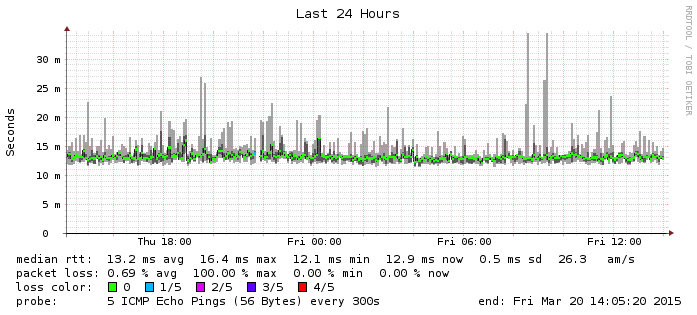 Last 24 Hours
RRDTOOL / TOBI OETIKER
Seconds
30 m
25 m
20 m
15 m
10 m
5 m
0
Thu 18:00 Fri 00:00 Fri 06:00 Fri 12:00
median rtt: 13.2 ms avg 16.4 ms max 12.1 ms min 12.9 ms now 0.5 ms sd 26.3 am/s
packet loss: 0.69 % avg 100.00 % max 0.00 % min 0.00 % now
loss color: 0 1/5 2/5 3/5 4/5
probe: 5 ICMP Echo Pings (56 Bytes) every 300s end: Fri Mar 20 14:05:20 2015